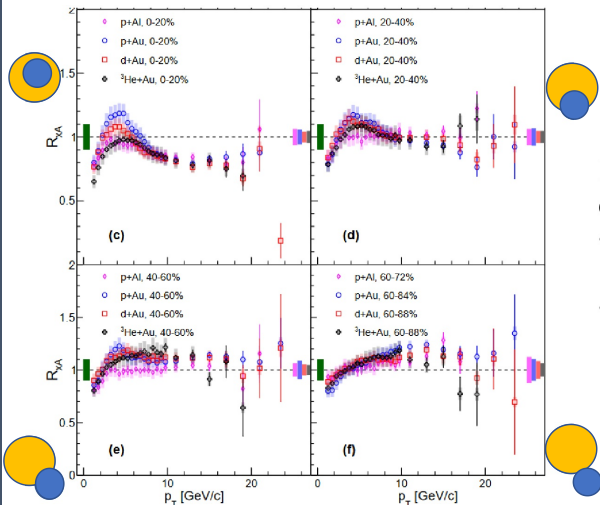 2
p+Al, 0-20%
p+Au, 0-20%
d+Au, 0-20%
³He+Au, 0-20%
p+Al, 20-40%
p+Au, 20-40%
d+Au, 20-40%
³He+Au, 20-40%
1.5
1
0.5
R_xA
(c)
(d)
2
p+Al, 40-60%
p+Au, 40-60%
d+Au, 40-60%
³He+Au, 40-60%
p+Al, 60-72%
p+Au, 60-84%
d+Au, 60-88%
³He+Au, 60-88%
1.5
1
0.5
0
R_xA
(e)
(f)
0 10 20 0 10 20
p_T [GeV/c] p_T [GeV/c]